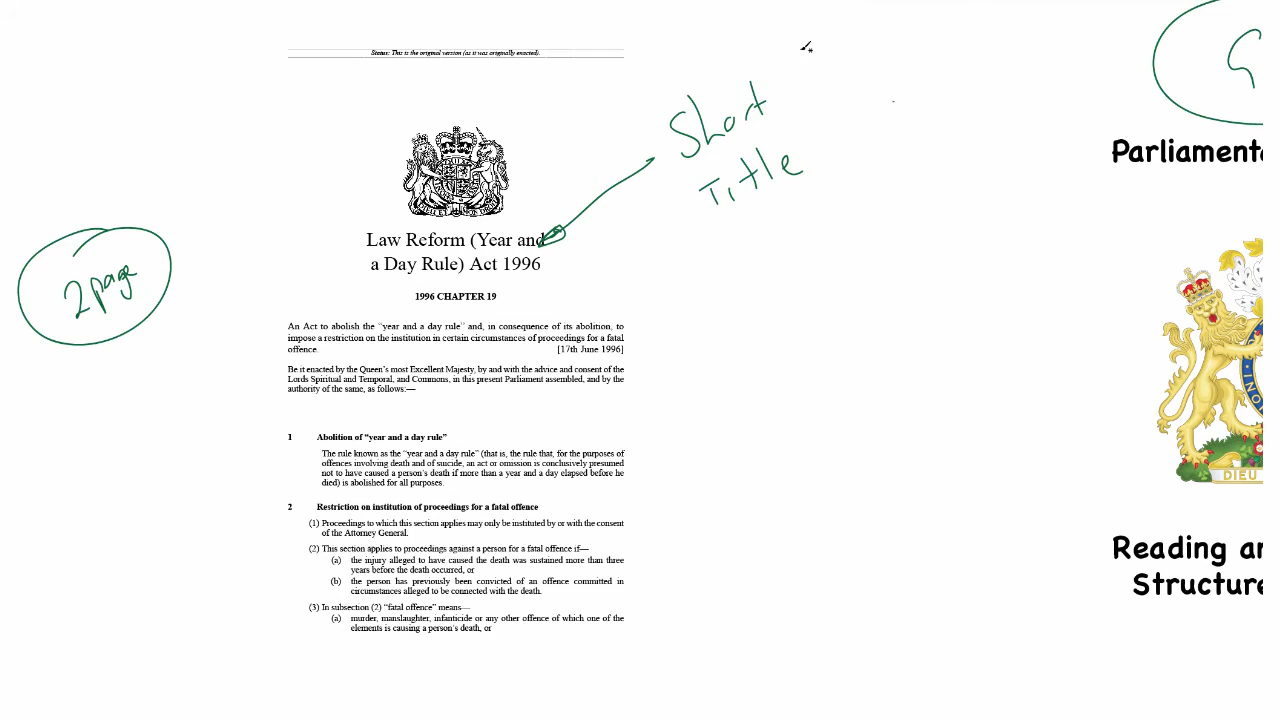 Status: This is the original version (as it was originally enacted).
Short
Title
2 page
Law Reform (Year and
a Day Rule) Act 1996
1996 CHAPTER 19
An Act to abolish the “year and a day rule” and, in consequence of its abolition, to
impose a restriction on the institution in certain circumstances of proceedings for a fatal
offence. [17th June 1996]
Be it enacted by the Queen’s most Excellent Majesty, by and with the advice and consent of the
Lords Spiritual and Temporal, and Commons, in this present Parliament assembled, and by the
authority of the same, as follows:—
1 Abolition of “year and a day rule”
The rule known as the “year and a day rule” (that is, the rule that, for the purposes of
offences involving death and of suicide, an act or omission is conclusively presumed
not to have caused a person’s death if more than a year and a day elapsed before he
died) is abolished for all purposes.
2 Restriction on institution of proceedings for a fatal offence
(1) Proceedings to which this section applies may only be instituted by or with the consent
of the Attorney General.
(2) This section applies to proceedings against a person for a fatal offence if—
(a) the injury alleged to have caused the death was sustained more than three
years before the death occurred, or
(b) the person has previously been convicted of an offence committed in
circumstances alleged to be connected with the death.
(3) In subsection (2) “fatal offence” means—
(a) murder, manslaughter, infanticide or any other offence of which one of the
elements is causing a person’s death, or
Parliamenta
DIEU
Reading an
Structure